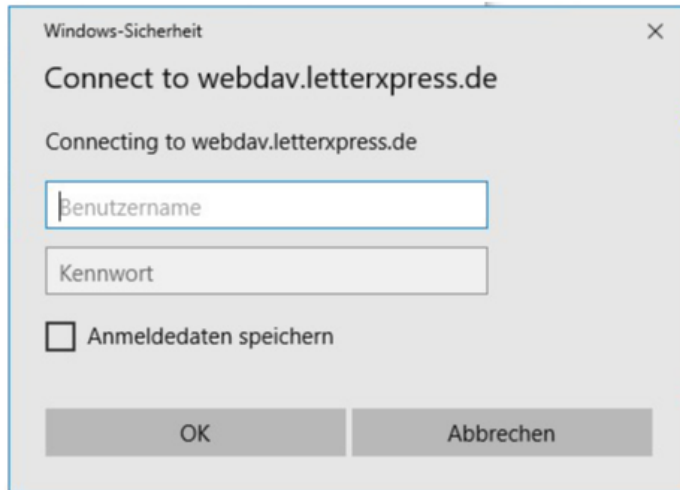 Windows-Sicherheit
Connect to webdav.letterxpress.de
Connecting to webdav.letterxpress.de
Benutzername
Kennwort
Anmeldedaten speichern
OK Abbrechen